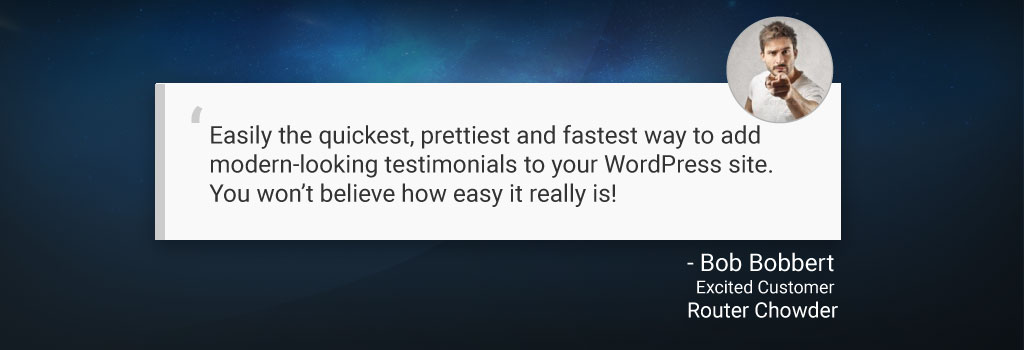 ‘
Easily the quickest, prettiest and fastest way to add
modern-looking testimonials to your WordPress site.
You won’t believe how easy it really is!
- Bob Bobbert
Excited Customer
Router Chowder